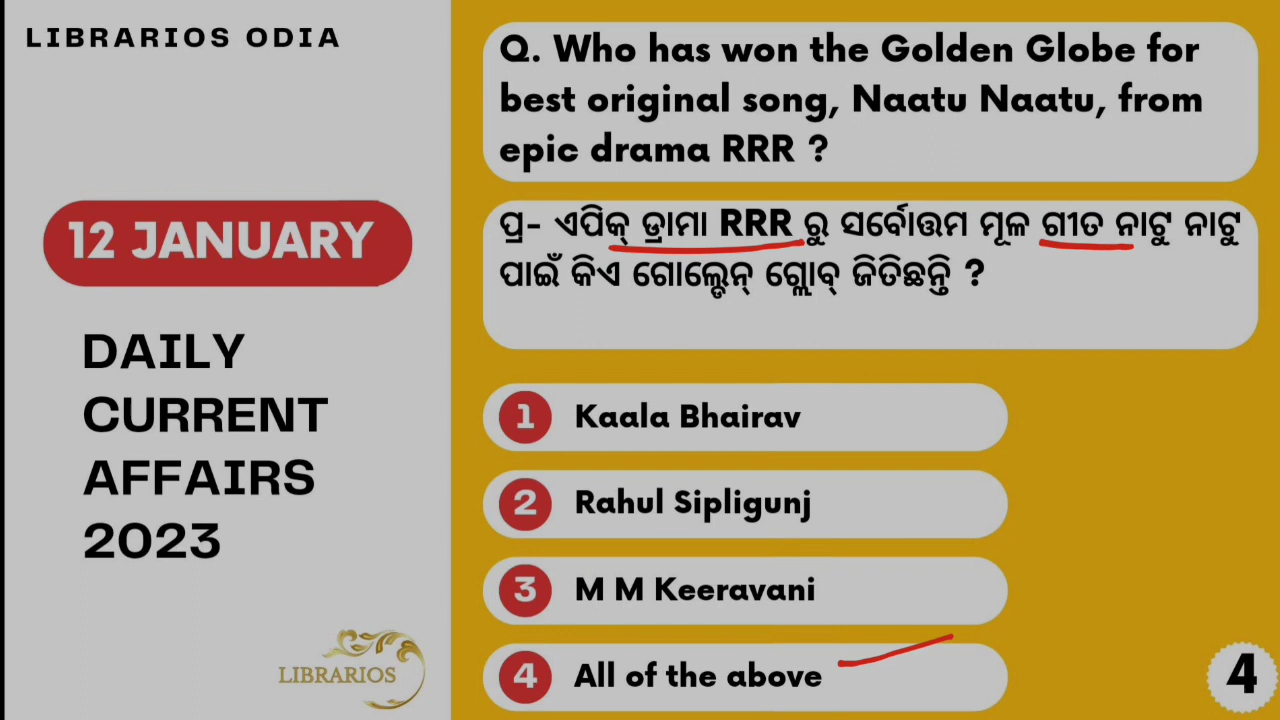 LIBRARIOS ODIA
12 JANUARY
DAILY
CURRENT
AFFAIRS
2023
LIBRARIOS
Q. Who has won the Golden Globe for
best original song, Naatu Naatu, from
epic drama RRR ?
ପ୍ର- ଏପିକ୍ ଡ୍ରାମା RRR ରୁ ସର୍ବୋତ୍ତମ ମୂଳ ଗୀତ ନାଟୁ ନାଟୁ
ପାଇଁ କିଏ ଗୋଲ୍ଡେନ୍ ଗ୍ଲୋବ୍ ଜିତିଛନ୍ତି ?
1 Kaala Bhairav
2 Rahul Sipligunj
3 M M Keeravani
4 All of the above
4